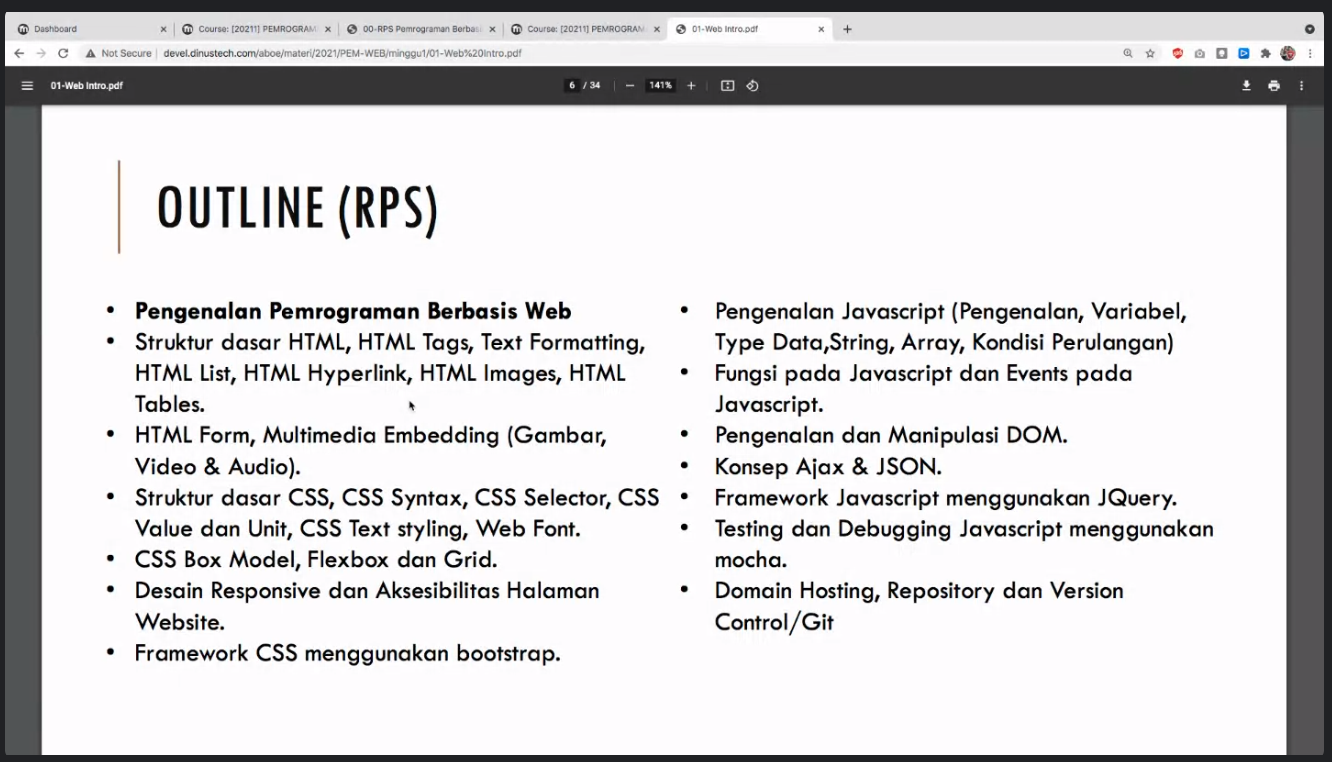 Dashboard
Course: [20211] PEMROGRAM
00-RPS Pemrograman Berbasi
Course: [20211] PEMROGRAM
01-Web Intro.pdf
Not Secure | devel.dinustech.com/aboe/materi/2021/PEM-WEB/minggu1/01-Web%20Intro.pdf
01-Web Intro.pdf
6 / 34
141%
OUTLINE (RPS)
• Pengenalan Pemrograman Berbasis Web
• Struktur dasar HTML, HTML Tags, Text Formatting,
HTML List, HTML Hyperlink, HTML Images, HTML
Tables.
• HTML Form, Multimedia Embedding (Gambar,
Video & Audio).
• Struktur dasar CSS, CSS Syntax, CSS Selector, CSS
Value dan Unit, CSS Text styling, Web Font.
• CSS Box Model, Flexbox dan Grid.
• Desain Responsive dan Aksesibilitas Halaman
Website.
• Framework CSS menggunakan bootstrap.
• Pengenalan Javascript (Pengenalan, Variabel,
Type Data,String, Array, Kondisi Perulangan)
• Fungsi pada Javascript dan Events pada
Javascript.
• Pengenalan dan Manipulasi DOM.
• Konsep Ajax & JSON.
• Framework Javascript menggunakan JQuery.
• Testing dan Debugging Javascript menggunakan
mocha.
• Domain Hosting, Repository dan Version
Control/Git